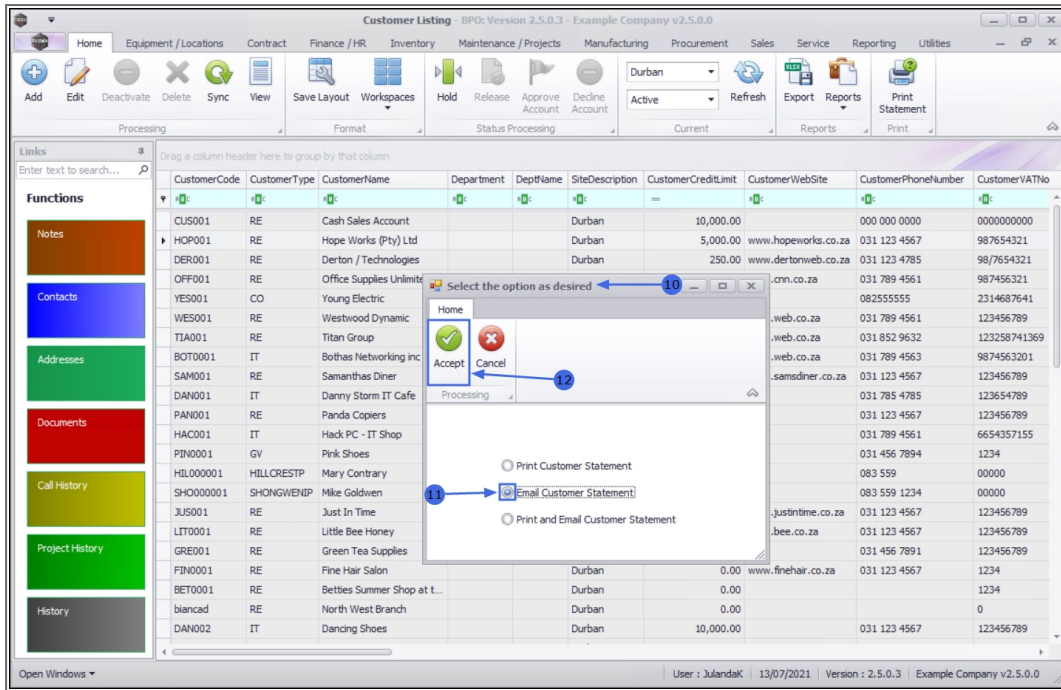 Customer Listing - BPO: Version 2.5.0.3 - Example Company v2.5.0.0
Home Equipment / Locations Contract Finance / HR Inventory Maintenance / Projects Manufacturing Procurement Sales Service Reporting Utilities
Add Edit Deactivate Delete Sync View Save Layout Workspaces Hold Release Approve Account Decline Account Durban Active Refresh Export Reports Print Statement
Processing Format Status Processing Current Reports Print
Links
Enter text to search...
Functions
Notes
Contacts
Addresses
Documents
Call History
Project History
History
Drag a column header here to group by that column
CustomerCode CustomerType CustomerName Department DeptName SiteDescription CustomerCreditLimit CustomerWebSite CustomerPhoneNumber CustomerVATNo
CUS001 RE Cash Sales Account Durban 10,000.00 000 000 0000 0000000000
HOP001 RE Hope Works (Pty) Ltd Durban 5,000.00 www.hopeworks.co.za 031 123 4567 987654321
DER001 RE Derton / Technologies Durban 250.00 www.dertonweb.co.za 031 123 4785 98/7654321
OFF001 RE Office Supplies Unlimite .cnn.co.za 031 789 4561 987456321
YES001 CO Young Electric 082555555 2314687641
WES001 RE Westwood Dynamic .web.co.za 031 789 4561 123456789
TIA001 RE Titan Group .web.co.za 031 852 9632 123258741369
BOT0001 IT Bothas Networking inc .web.co.za 031 789 4563 9874563201
SAM001 RE Samanthas Diner .samsdiner.co.za 031 123 4567 123456789
DAN001 IT Danny Storm IT Cafe 031 785 4785 123654789
PAN001 RE Panda Copiers 031 123 4567 123456789
HAC001 IT Hack PC - IT Shop 031 789 4561 6654357155
PIN0001 GV Pink Shoes 031 456 7894 1234
HIL000001 HILLCRESTP Mary Contrary 083 559 00000
SHO000001 SHONGWENIP Mike Goldwen 083 559 1234 00000
JUS001 RE Just In Time .justintime.co.za 031 123 4567 123456789
LIT0001 RE Little Bee Honey .bee.co.za 031 123 4567 123456789
GRE001 RE Green Tea Supplies 031 456 7891 123456789
FIN0001 RE Fine Hair Salon Durban 0.00 www.finehair.co.za 031 123 4567 1234
BET0001 RE Betties Summer Shop at t... Durban 0.00 1234
biancad RE North West Branch Durban 0.00 0
DAN002 IT Dancing Shoes Durban 10,000.00 031 123 4567 123456789
Select the option as desired 10
Home
Accept Cancel
12
Processing
Print Customer Statement
11 Email Customer Statement
Print and Email Customer Statement
Open Windows User : JulandaK 13/07/2021 Version : 2.5.0.3 Example Company v2.5.0.0